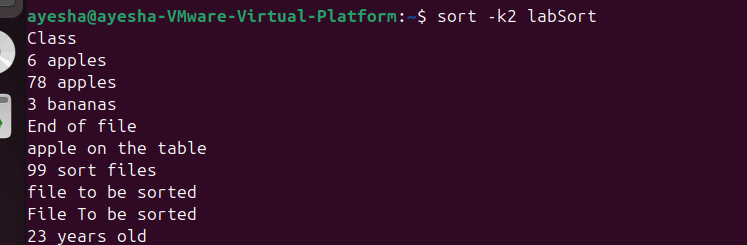 ayesha@ayesha-VMware-Virtual-Platform:~$ sort -k2 labSort
Class
6 apples
78 apples
3 bananas
End of file
apple on the table
99 sort files
file to be sorted
File To be sorted
23 years old